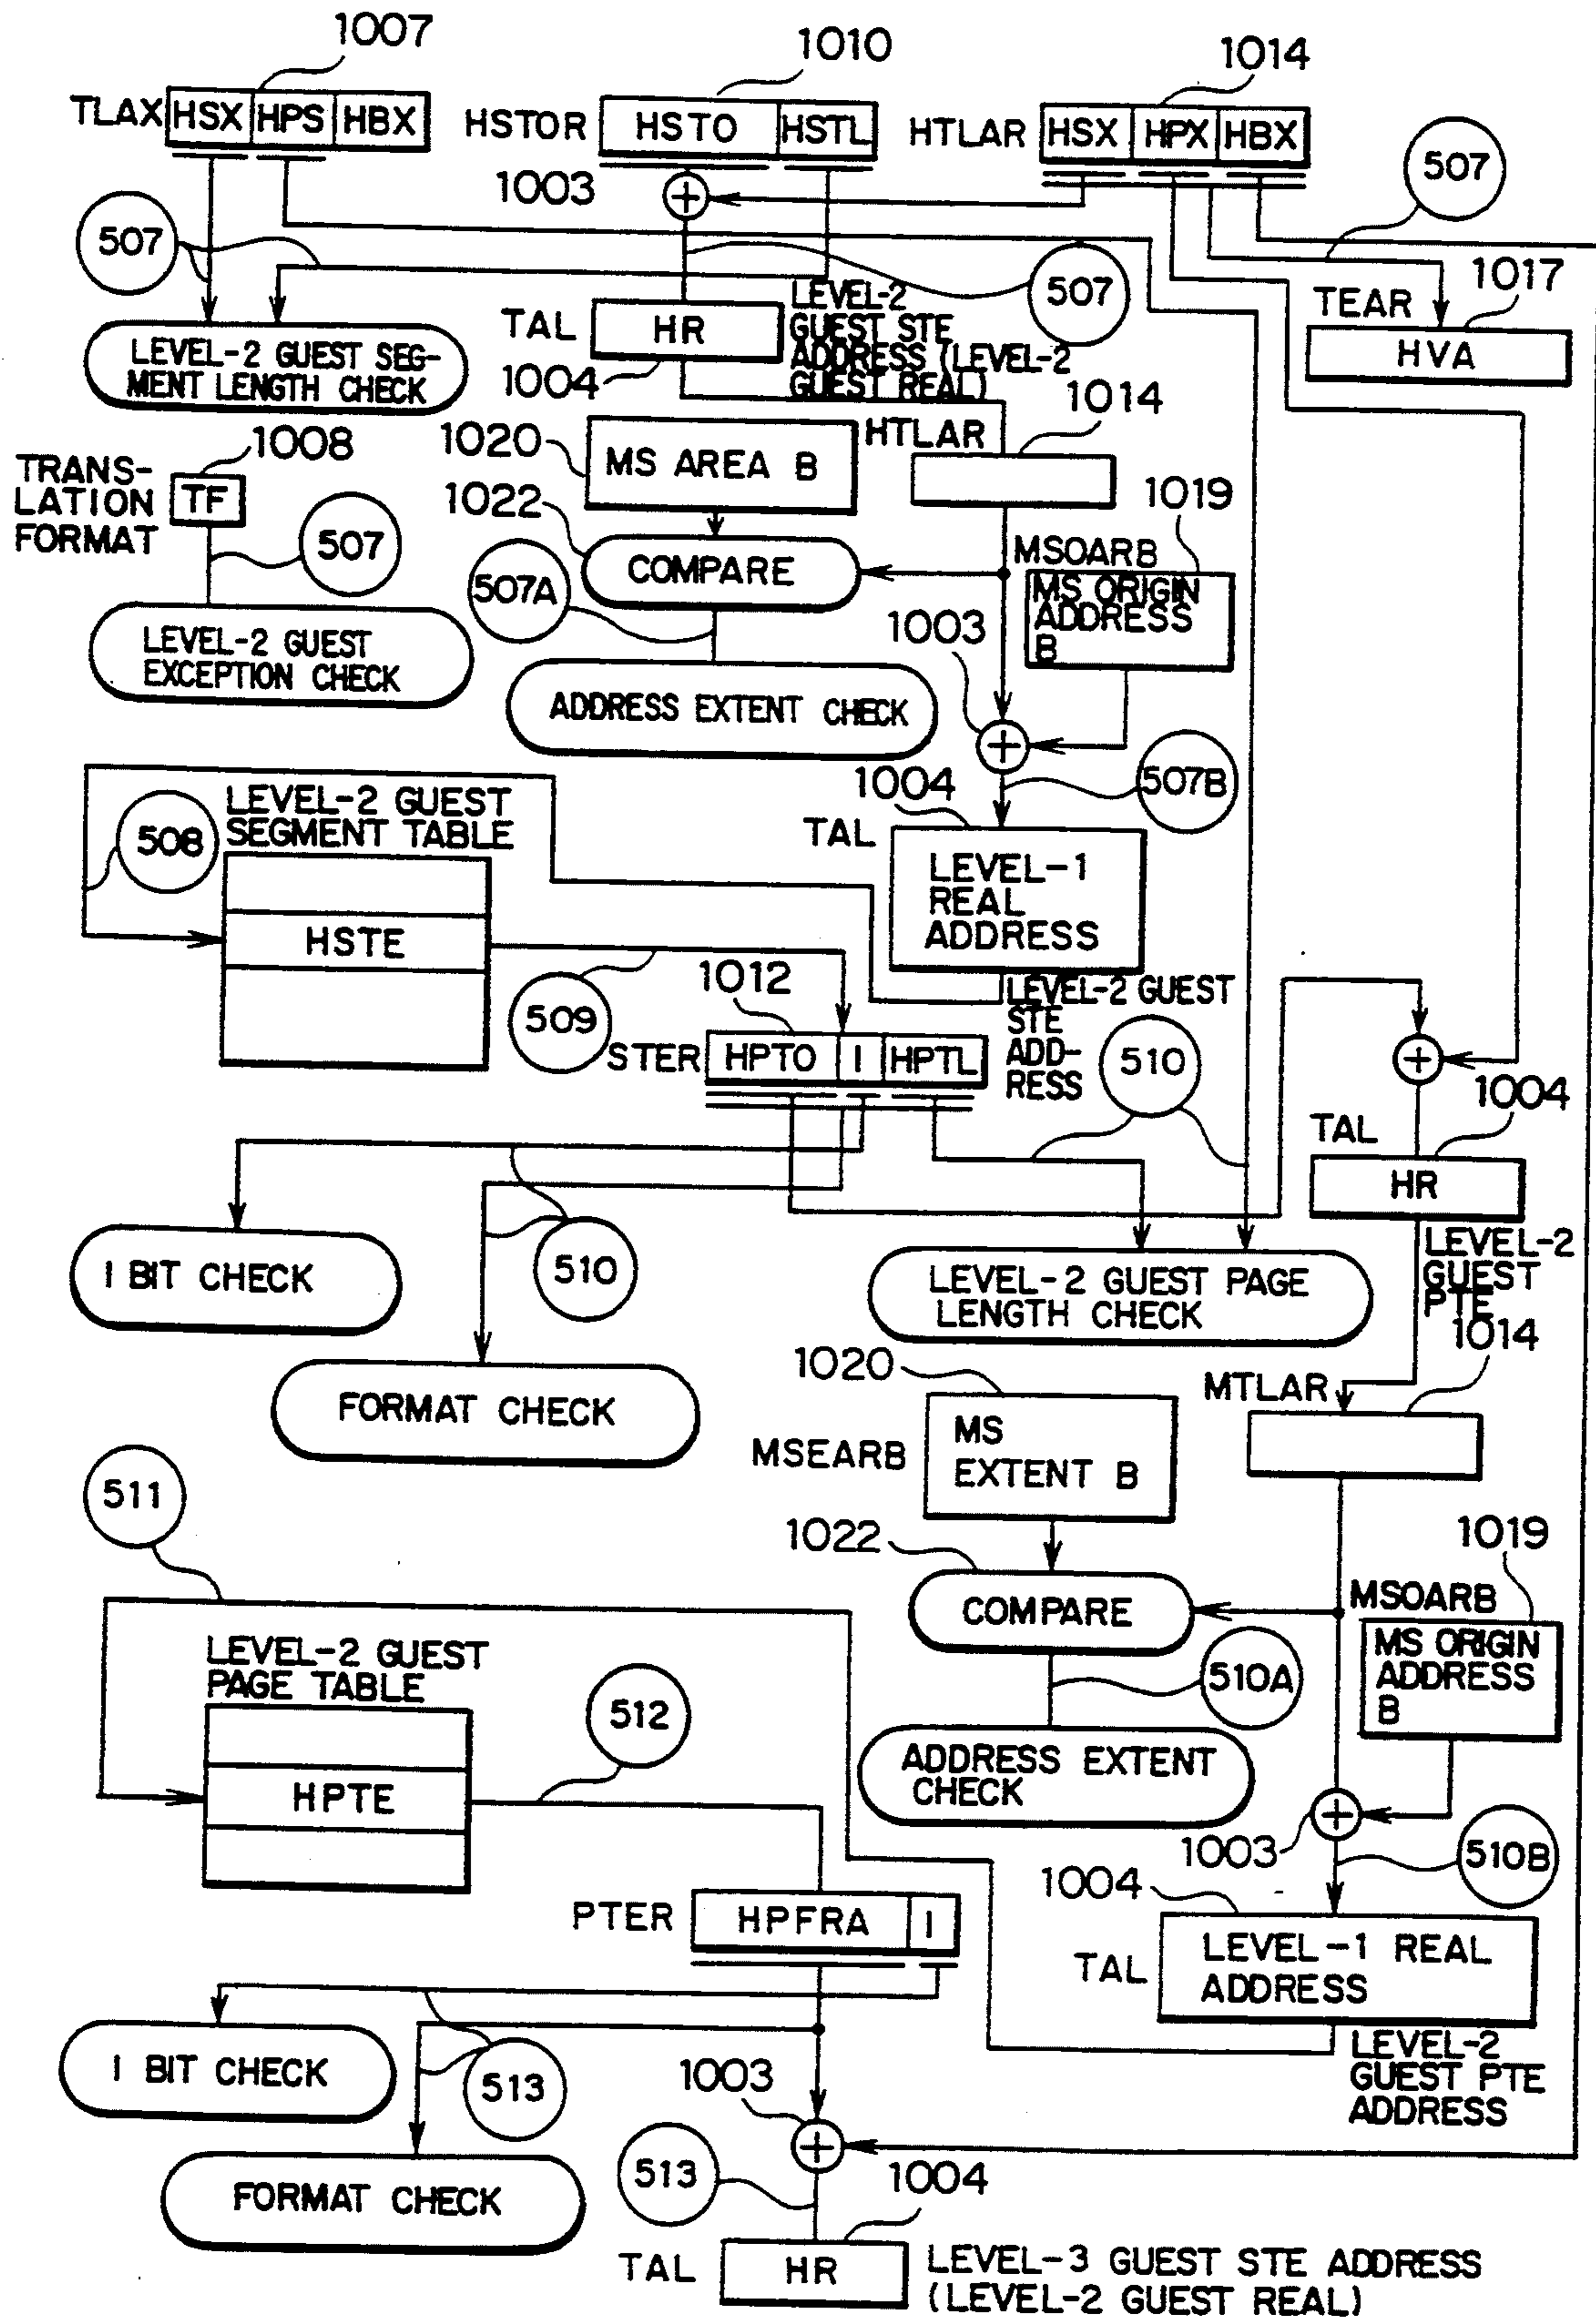 1007
1010
1014
TLAX HSX HPS HBX
HSTOR HSTO HSTL
HTLAR HSX HPX HBX
507
1003
507
507
1017
TEAR
HVA
TAL HR
1004
LEVEL-2
GUEST STE
ADDRESS (LEVEL-2
GUEST REAL)
LEVEL-2 GUEST SEG-
MENT LENGTH CHECK
1014
HTLAR
1020
MS AREA B
1008
TRANS-
LATION
FORMAT
TF
507
1022
COMPARE
507A
1019
MSOARB
MS ORIGIN
ADDRESS
B
1003
LEVEL-2 GUEST
EXCEPTION CHECK
ADDRESS EXTENT CHECK
507B
1004
TAL
LEVEL-1
REAL
ADDRESS
LEVEL-2 GUEST
STE
ADD-
RESS
508
LEVEL-2 GUEST
SEGMENT TABLE
HSTE
509
1012
STER HPTO I HPTL
510
1004
TAL
HR
LEVEL-2
GUEST
PTE
I BIT CHECK
510
LEVEL-2 GUEST PAGE
LENGTH CHECK
FORMAT CHECK
1020
MSEARB
MS
EXTENT B
1014
MTLAR
1022
COMPARE
1019
MSOARB
MS ORIGIN
ADDRESS
B
511
LEVEL-2 GUEST
PAGE TABLE
HPTE
512
510A
ADDRESS EXTENT
CHECK
1003
510B
1004
TAL
LEVEL-1 REAL
ADDRESS
LEVEL-2
GUEST PTE
ADDRESS
PTER HPFRA I
I BIT CHECK
513
FORMAT CHECK
1003
513
1004
TAL HR
LEVEL-3 GUEST STE ADDRESS
(LEVEL-2 GUEST REAL)